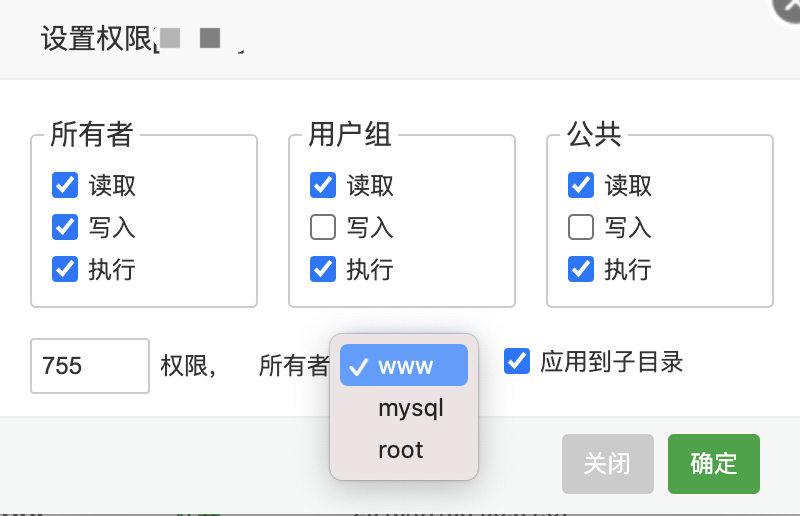 设置权限[ ]
所有者
读取
写入
执行
用户组
读取
写入
执行
公共
读取
写入
执行
755 权限， 所有者 www 应用到子目录
mysql
root
关闭 确定